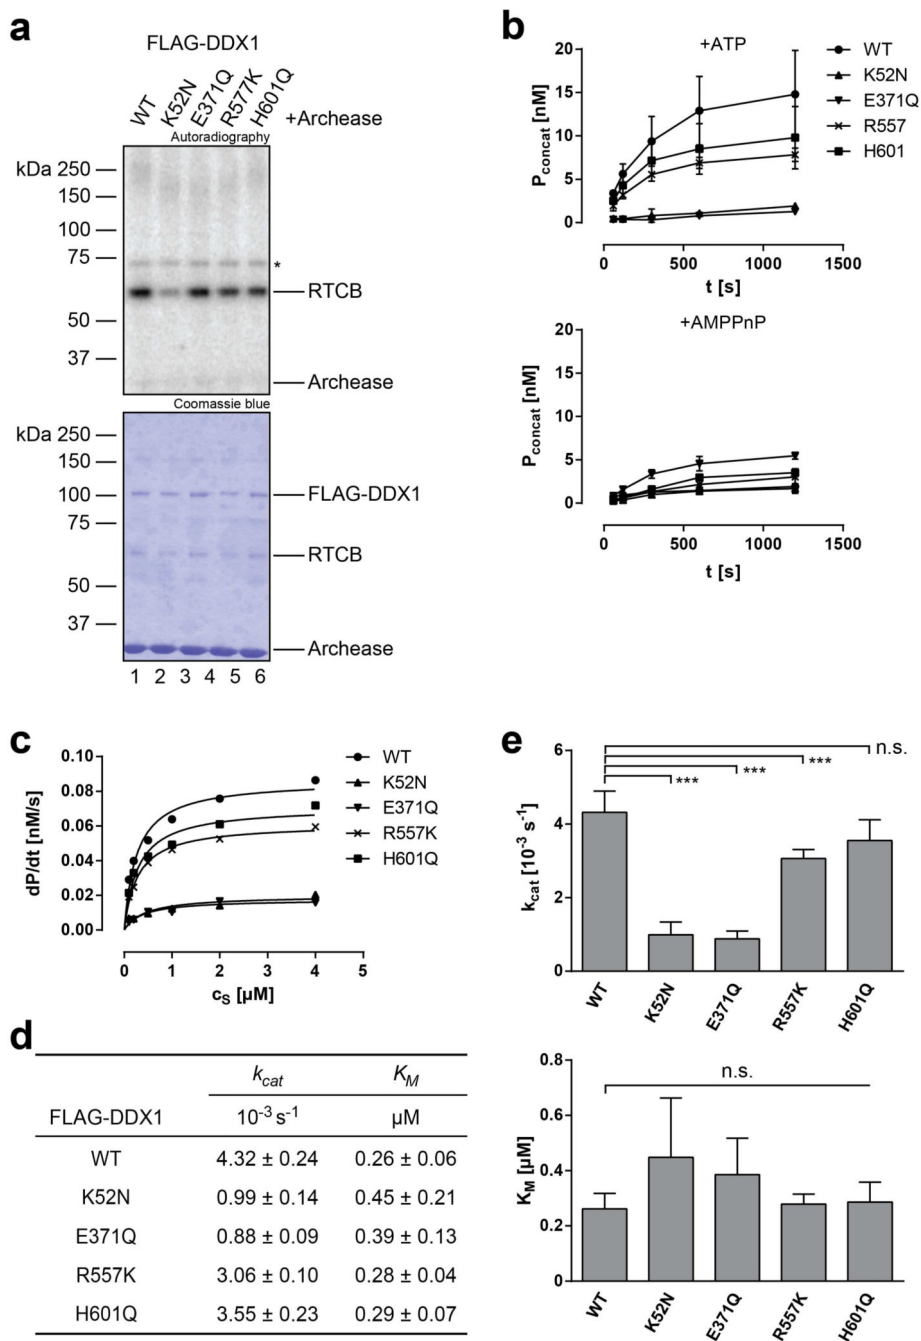 a
FLAG-DDX1
WT K52N E371Q R557K H601Q +Archease
Autoradiography
kDa 250
150
100
75
*
RTCB
50
37
Archease
Coomassie blue
kDa 250
150
100
FLAG-DDX1
75
RTCB
50
37
Archease
1 2 3 4 5 6
b
+ATP
20
15
10
5
0
Pconcat [nM]
0 500 1000 1500
t [s]
WT
K52N
E371Q
R557
H601
+AMPPnP
20
15
10
5
0
Pconcat [nM]
0 500 1000 1500
t [s]
c
0.10
0.08
0.06
0.04
0.02
0.00
dP/dt [nM/s]
0 1 2 3 4 5
cS [µM]
WT
K52N
E371Q
R557K
H601Q
d
kcat KM
FLAG-DDX1 10-3 s-1 µM
WT 4.32 ± 0.24 0.26 ± 0.06
K52N 0.99 ± 0.14 0.45 ± 0.21
E371Q 0.88 ± 0.09 0.39 ± 0.13
R557K 3.06 ± 0.10 0.28 ± 0.04
H601Q 3.55 ± 0.23 0.29 ± 0.07
e
n.s.
***
***
***
6
4
2
0
kcat [10-3 s-1]
WT K52N E371Q R557K H601Q
n.s.
0.8
0.6
0.4
0.2
0
KM [µM]
WT K52N E371Q R557K H601Q